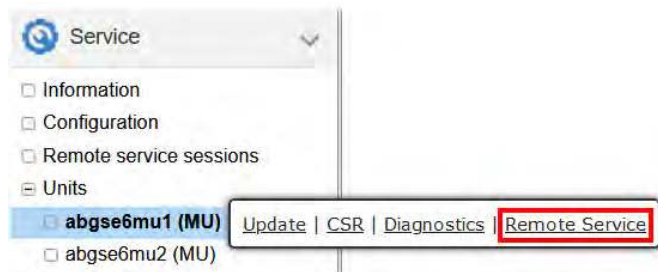 Service
Information
Configuration
Remote service sessions
Units
abgse6mu1 (MU)
Update | CSR | Diagnostics | Remote Service
abgse6mu2 (MU)